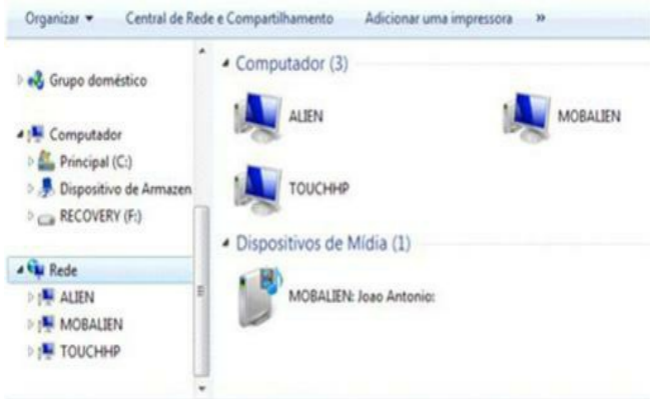 Organizar Central de Rede e Compartilhamento Adicionar uma impressora »
Grupo doméstico
Computador
Principal (C:)
Dispositivo de Armazen
RECOVERY (F:)
Rede
ALIEN
MOBALIEN
TOUCHHP
Computador (3)
ALIEN
MOBALIEN
TOUCHHP
Dispositivos de Mídia (1)
MOBALIEN: Joao Antonio: